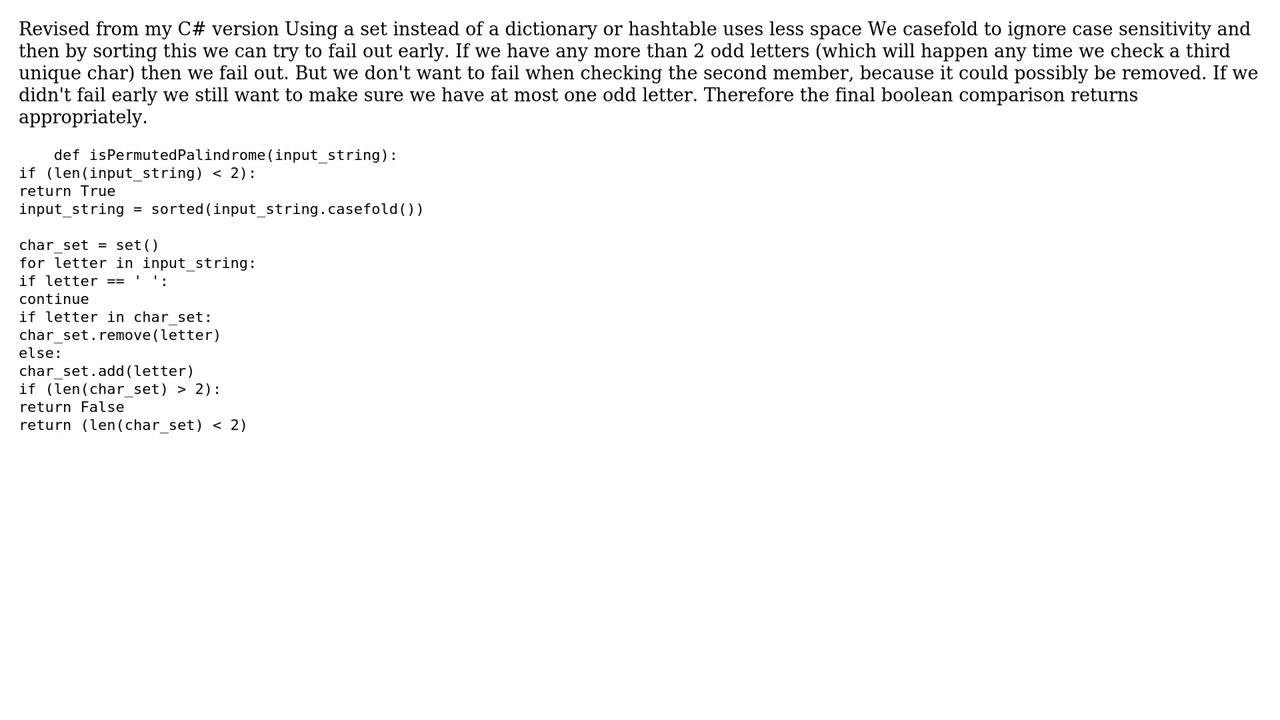 Revised from my C# version Using a set instead of a dictionary or hashtable uses less space We casefold to ignore case sensitivity and
then by sorting this we can try to fail out early. If we have any more than 2 odd letters (which will happen any time we check a third
unique char) then we fail out. But we don't want to fail when checking the second member, because it could possibly be removed. If we
didn't fail early we still want to make sure we have at most one odd letter. Therefore the final boolean comparison returns
appropriately.
    def isPermutedPalindrome(input_string):
if (len(input_string) < 2):
return True
input_string = sorted(input_string.casefold())

char_set = set()
for letter in input_string:
if letter == ' ':
continue
if letter in char_set:
char_set.remove(letter)
else:
char_set.add(letter)
if (len(char_set) > 2):
return False
return (len(char_set) < 2)